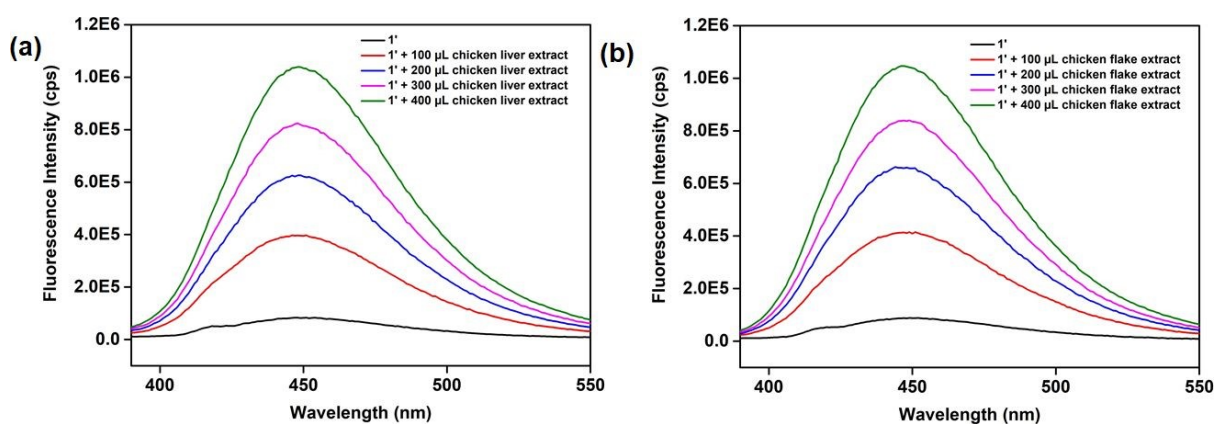 (a)
Fluorescence Intensity (cps)
1.2E6
1.0E6
8.0E5
6.0E5
4.0E5
2.0E5
0.0
1'
1' + 100 µL chicken liver extract
1' + 200 µL chicken liver extract
1' + 300 µL chicken liver extract
1' + 400 µL chicken liver extract
400
450
500
550
Wavelength (nm)
(b)
Fluorescence Intensity (cps)
1.2E6
1.0E6
8.0E5
6.0E5
4.0E5
2.0E5
0.0
1'
1' + 100 µL chicken flake extract
1' + 200 µL chicken flake extract
1' + 300 µL chicken flake extract
1' + 400 µL chicken flake extract
400
450
500
550
Wavelength (nm)